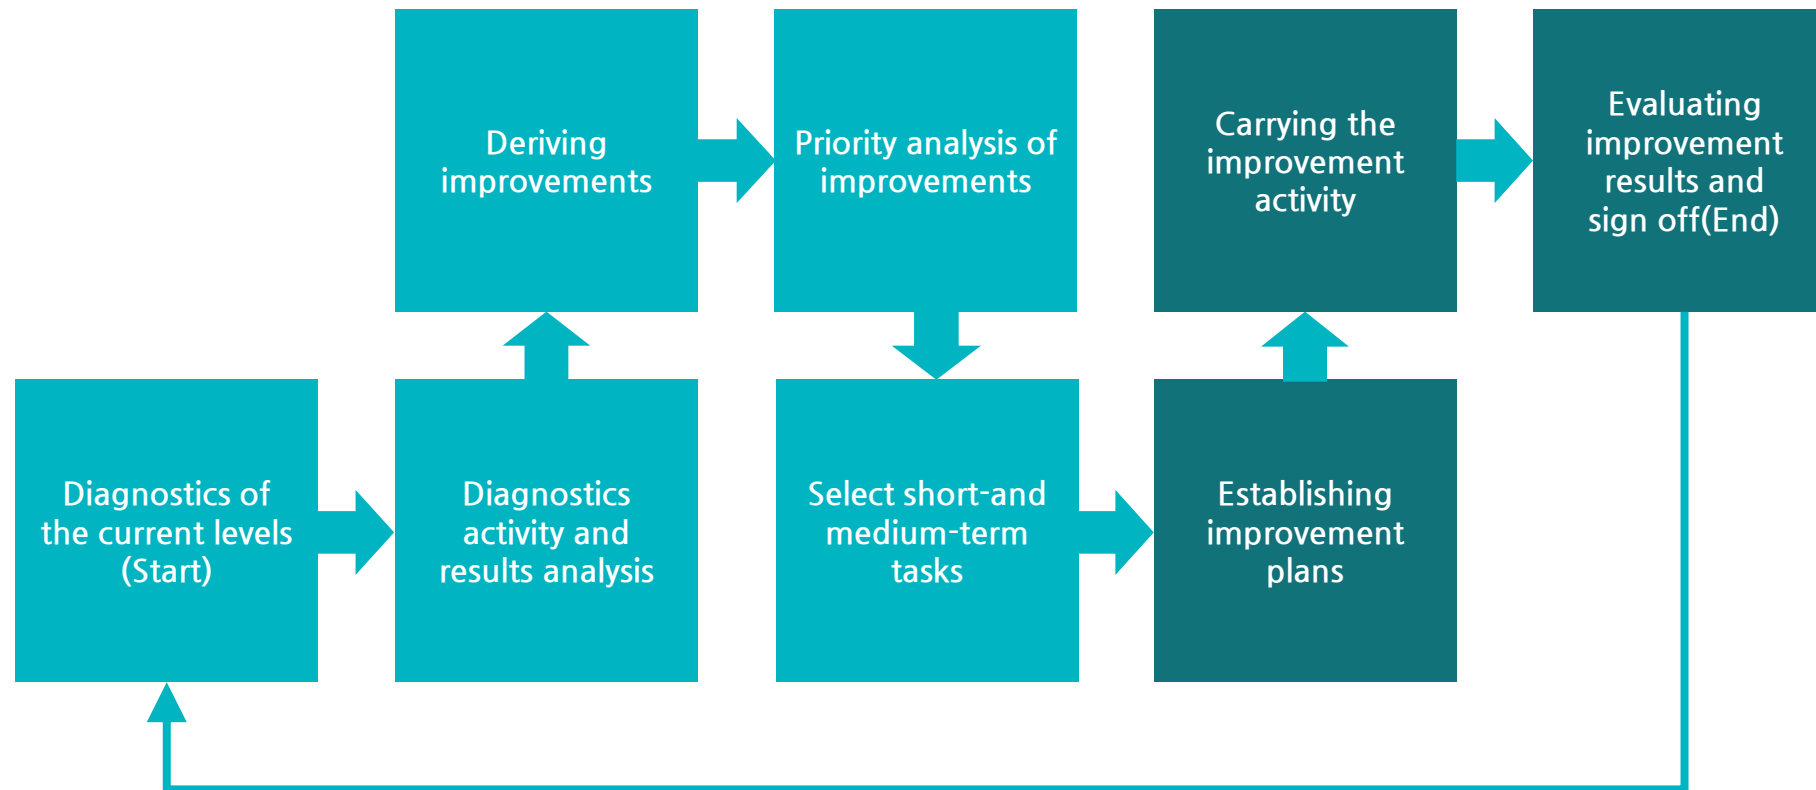 Diagnostics of
the current levels
(Start)
Diagnostics
activity and
results analysis
Deriving
improvements
Priority analysis of
improvements
Select short-and
medium-term
tasks
Establishing
improvement
plans
Carrying the
improvement
activity
Evaluating
improvement
results and
sign off(End)